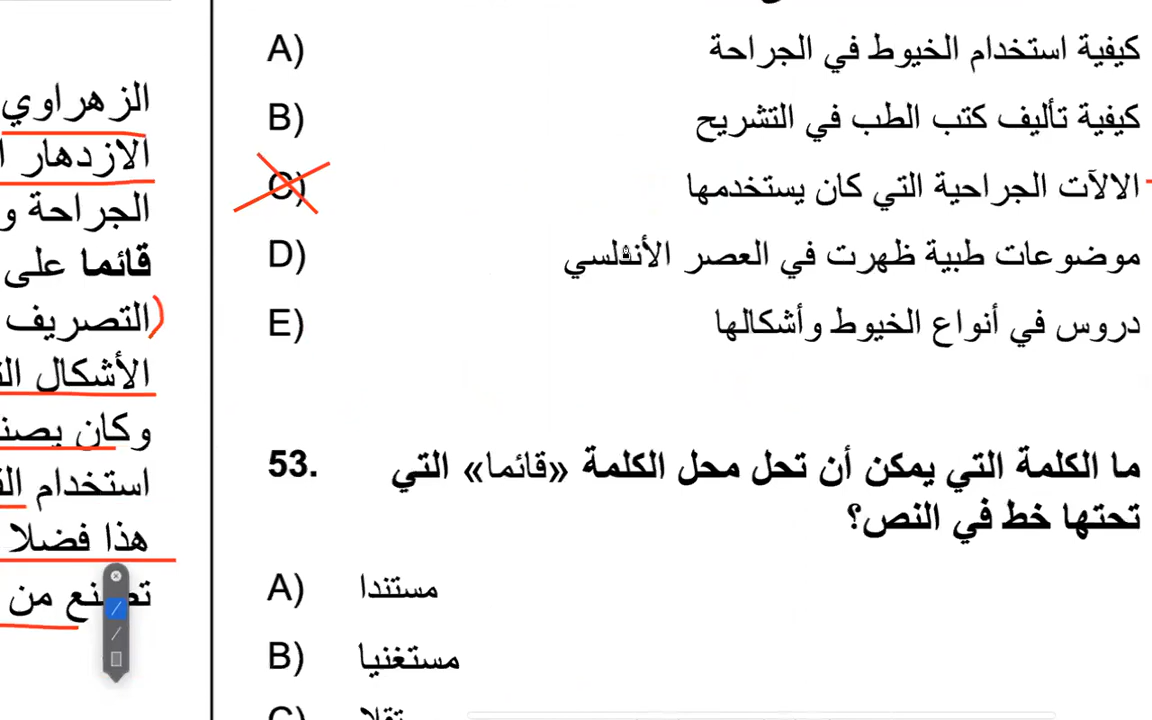 A) كيفية استخدام الخيوط في الجراحة
B) كيفية تأليف كتب الطب في التشريح
C) الالآت الجراحية التي كان يستخدمها
D) موضوعات طبية ظهرت في العصر الأندلسي
E) دروس في أنواع الخيوط وأشكالها
53. ما الكلمة التي يمكن أن تحل محل الكلمة «قائما» التي
تحتها خط في النص؟
A) مستندا
B) مستغنيا
C)
الزهراوي
الازدهار
الجراحة و
قائما على
(التصريف
الأشكال
وكان يصن
استخدام
هذا فضلا
من